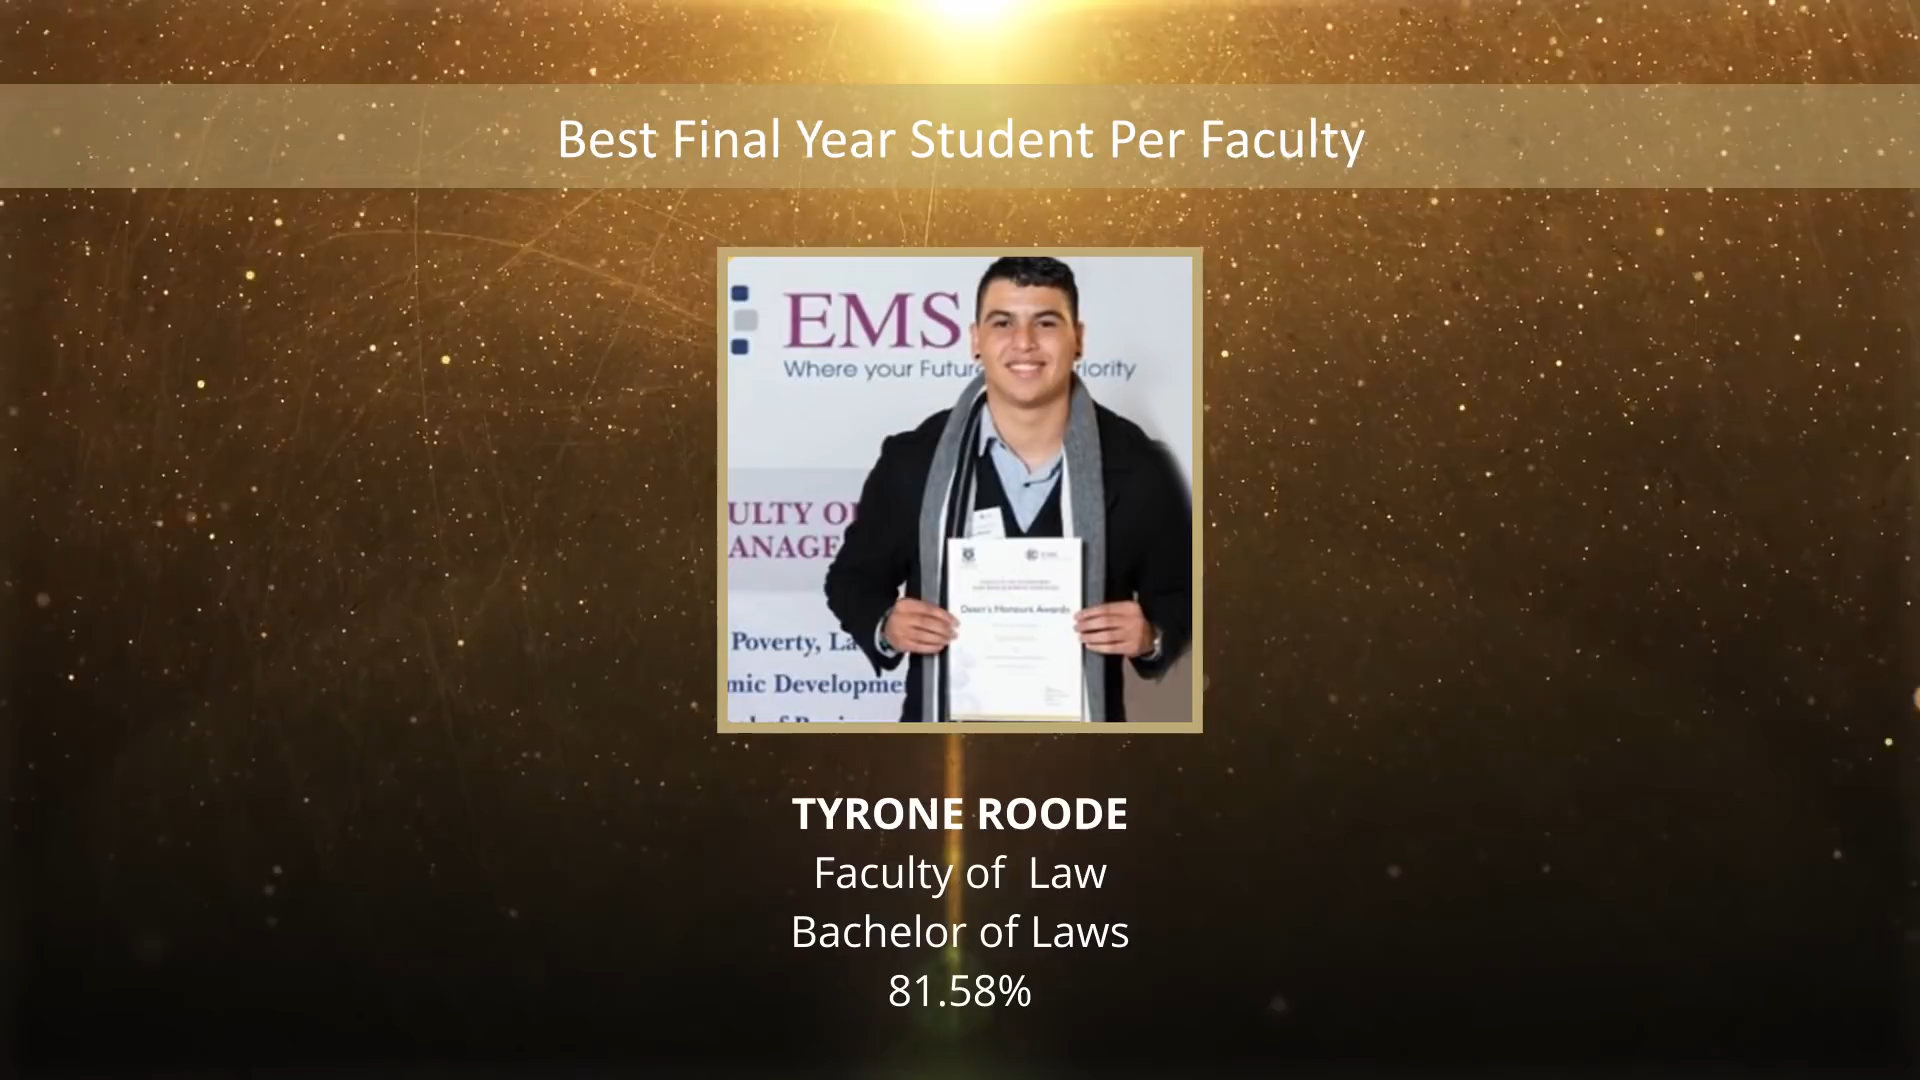 Best Final Year Student Per Faculty
EMS
Where your Futur riority
ULTY O
ANAGE
Poverty, La
mic Developme
Dean's Honours Awards
TYRONE ROODE
Faculty of  Law
Bachelor of Laws
81.58%